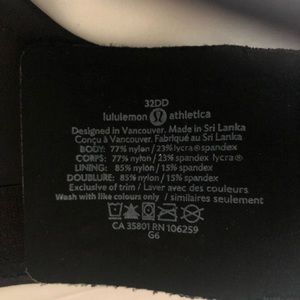 32DD
lululemon athletica
Designed in Vancouver. Made in Sri Lanka
Conçu à Vancouver. Fabriqué au Sri Lanka
BODY: 77% nylon / 23% lycra® spandex
CORPS: 77% nylon / 23% spandex lycra®
LINING: 85% nylon / 15% spandex
DOUBLURE: 85% nylon / 15% spandex
Exclusive of trim / Laver avec des couleurs
Wash with like colours only / similaires seulement
CA 35801 RN 106259
G6